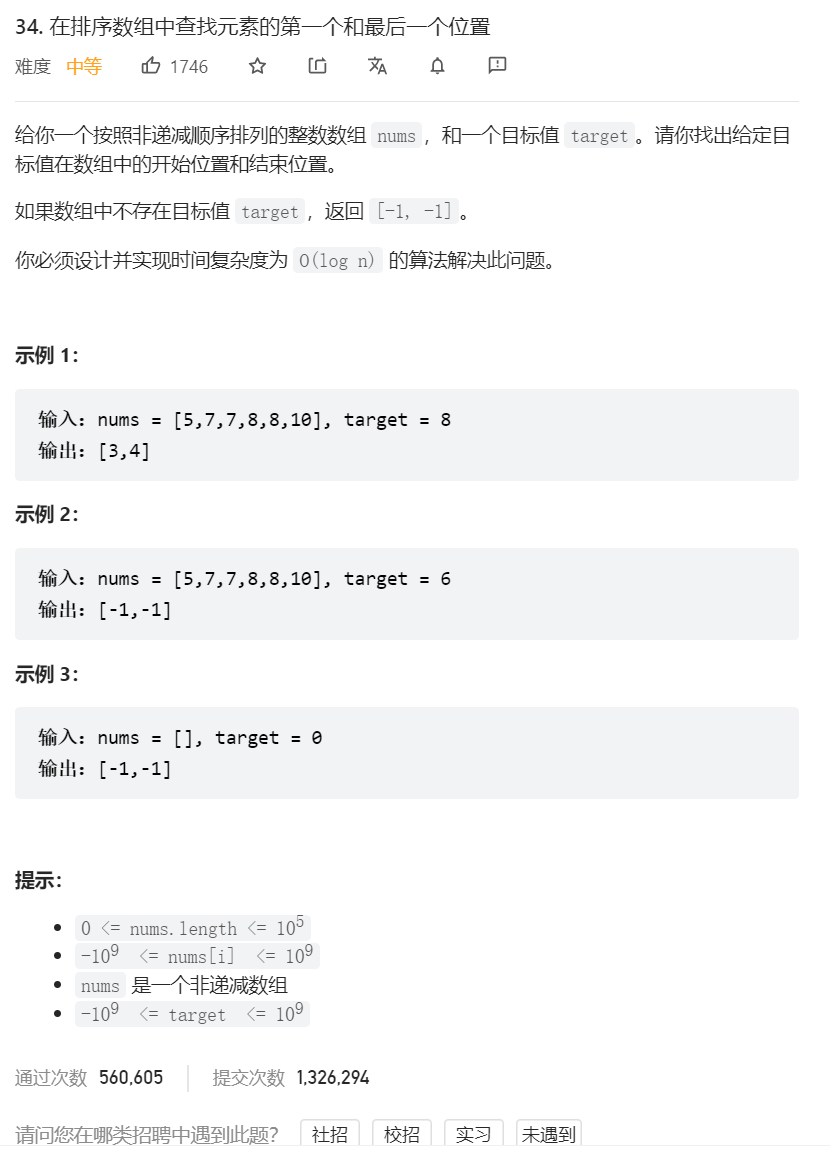 34. 在排序数组中查找元素的第一个和最后一个位置
难度 中等 1746
给你一个按照非递减顺序排列的整数数组 nums，和一个目标值 target。请你找出给定目
标值在数组中的开始位置和结束位置。
如果数组中不存在目标值 target，返回 [-1, -1]。
你必须设计并实现时间复杂度为 O(log n) 的算法解决此问题。
示例 1：
输入：nums = [5,7,7,8,8,10], target = 8
输出：[3,4]
示例 2：
输入：nums = [5,7,7,8,8,10], target = 6
输出：[-1,-1]
示例 3：
输入：nums = [], target = 0
输出：[-1,-1]
提示：
• 0 <= nums.length <= 10⁵
• -10⁹ <= nums[i] <= 10⁹
• nums 是一个非递减数组
• -10⁹ <= target <= 10⁹
通过次数 560,605 提交次数 1,326,294
请问您在哪类招聘中遇到此题？ 社招 校招 实习 未遇到